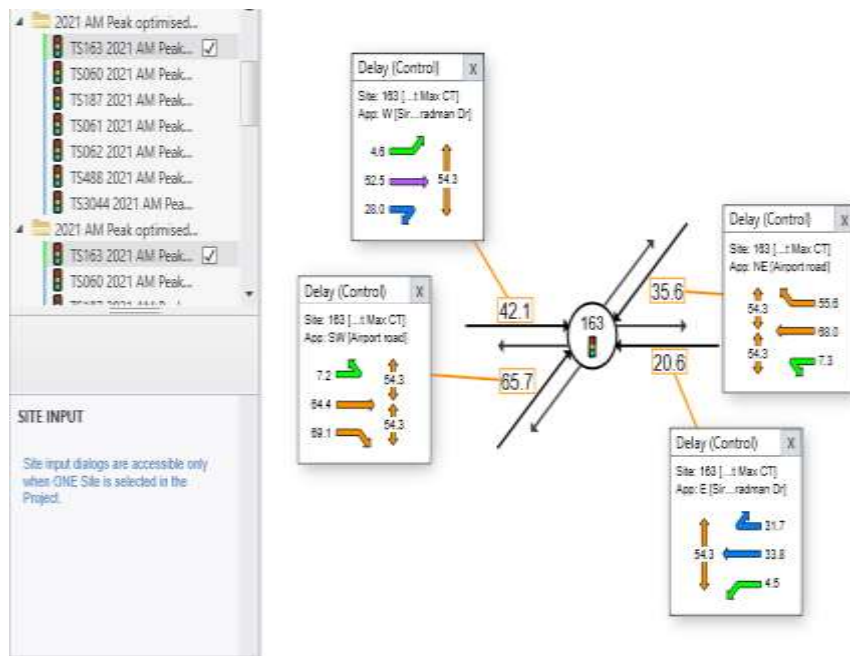 2021 AM Peak optimised...
TS163 2021 AM Peak...
TS060 2021 AM Peak...
TS187 2021 AM Peak...
TS061 2021 AM Peak...
TS062 2021 AM Peak...
TS488 2021 AM Peak...
TS3044 2021 AM Pea...
2021 AM Peak optimised...
TS163 2021 AM Peak...
TS060 2021 AM Peak...
SITE INPUT
Site input dialogs are accessible only
when ONE Site is selected in the
Project.
Delay (Control) X
Site: 163 [...t Max CT]
App: W [Sir...radman Dr]
4.6
54.3
52.5
28.0
Delay (Control) X
Site: 163 [...t Max CT]
App: NE [Airport road]
54.3
55.6
68.0
54.3
7.3
Delay (Control) X
Site: 163 [...t Max CT]
App: SW [Airport road]
7.2
54.3
64.4
54.3
69.1
42.1
35.6
163
65.7
20.6
Delay (Control) X
Site: 163 [...t Max CT]
App: E [Sir...radman Dr]
31.7
54.3
33.8
4.5